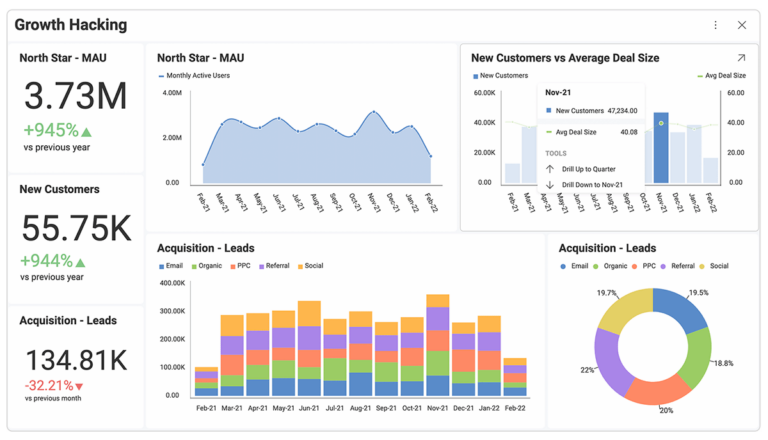 Growth Hacking
North Star - MAU
3.73M
+945%
vs previous year
New Customers
55.75K
+944%
vs previous year
Acquisition - Leads
134.81K
-32.21%
vs previous month
North Star - MAU
Monthly Active Users
4.00M
2.00M
0.00
Feb-21 Mar-21 Apr-21 May-21 Jun-21 Jul-21 Aug-21 Sep-21 Oct-21 Nov-21 Dec-21 Jan-22 Feb-22
New Customers vs Average Deal Size
New Customers
Avg Deal Size
60.00K
40.00K
20.00K
0.00
60.00
40.00
20.00
0.00
Nov-21
New Customers 47,234.00
Avg Deal Size 40.08
TOOLS
Drill Up to Quarter
Drill Down to Nov-21
Feb-21 Mar-21 Apr-21 May-21 Jun-21 Jul-21 Aug-21 Sep-21 Oct-21 Nov-21 Dec-21 Jan-22 Feb-22
Acquisition - Leads
Email Organic PPC Referral Social
400.00K
300.00K
200.00K
100.00K
0.00
Feb-21 Mar-21 Apr-21 May-21 Jun-21 Jul-21 Aug-21 Sep-21 Oct-21 Nov-21 Dec-21 Jan-22 Feb-22
Acquisition - Leads
Email Organic PPC Referral Social
19.7%
19.5%
18.8%
22%
20%